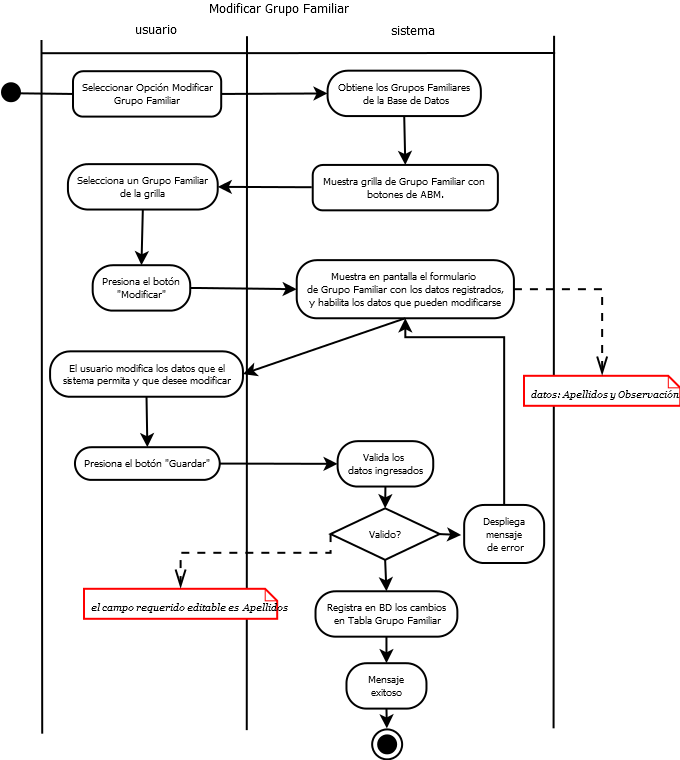 Modificar Grupo Familiar
usuario
sistema
Seleccionar Opción Modificar
Grupo Familiar
Obtiene los Grupos Familiares
de la Base de Datos
Selecciona un Grupo Familiar
de la grilla
Muestra grilla de Grupo Familiar con
botones de ABM.
Presiona el botón
"Modificar"
Muestra en pantalla el formulario
de Grupo Familiar con los datos registrados,
y habilita los datos que pueden modificarse
El usuario modifica los datos que el
sistema permita y que desee modificar
datos: Apellidos y Observación
Presiona el botón "Guardar"
Valida los
datos ingresados
Valido?
Despliega
mensaje
de error
el campo requerido editable es Apellidos
Registra en BD los cambios
en Tabla Grupo Familiar
Mensaje
exitoso